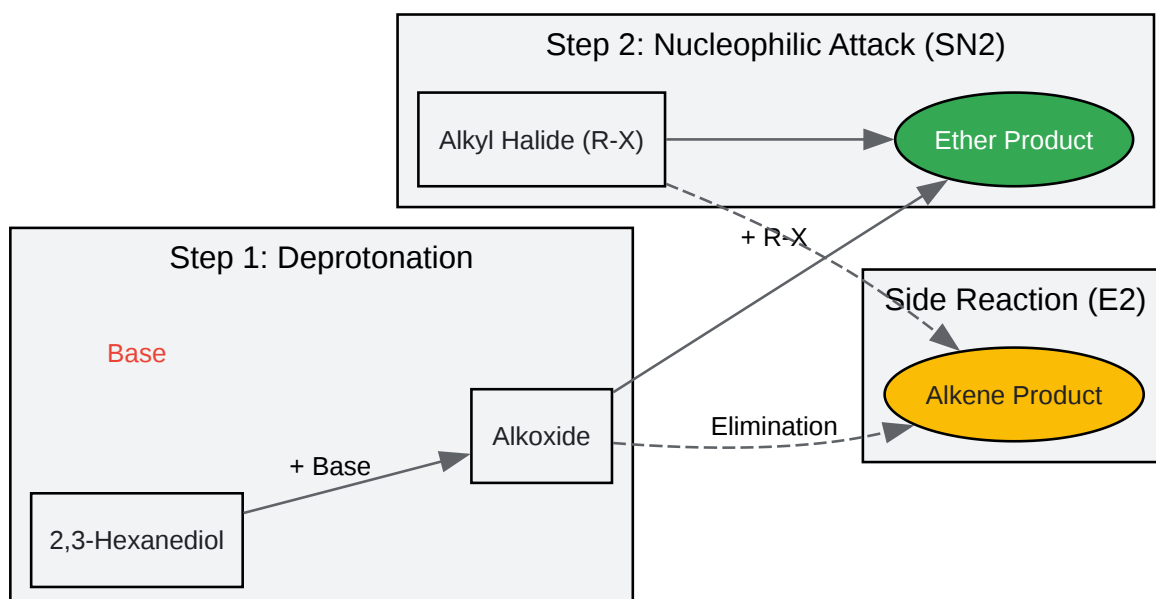 Step 2: Nucleophilic Attack (SN2)
Alkyl Halide (R-X)
Ether Product
+ R-X
Step 1: Deprotonation
Side Reaction (E2)
Base
Alkene Product
Alkoxide
Elimination
+ Base
2,3-Hexanediol